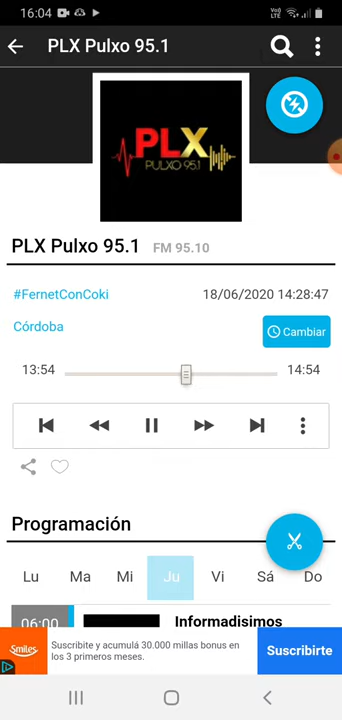 16:04
Vo)) LTE
PLX Pulxo 95.1
PLX
PULXO 95.1
PLX Pulxo 95.1 FM 95.10
#FernetConCoki 18/06/2020 14:28:47
Córdoba Cambiar
13:54 14:54
Programación
Lu Ma Mi Ju Vi Sá Do
06:00 Informadisimos
Smiles Suscribite y acumulá 30.000 millas bonus en los 3 primeros meses. Suscribirte